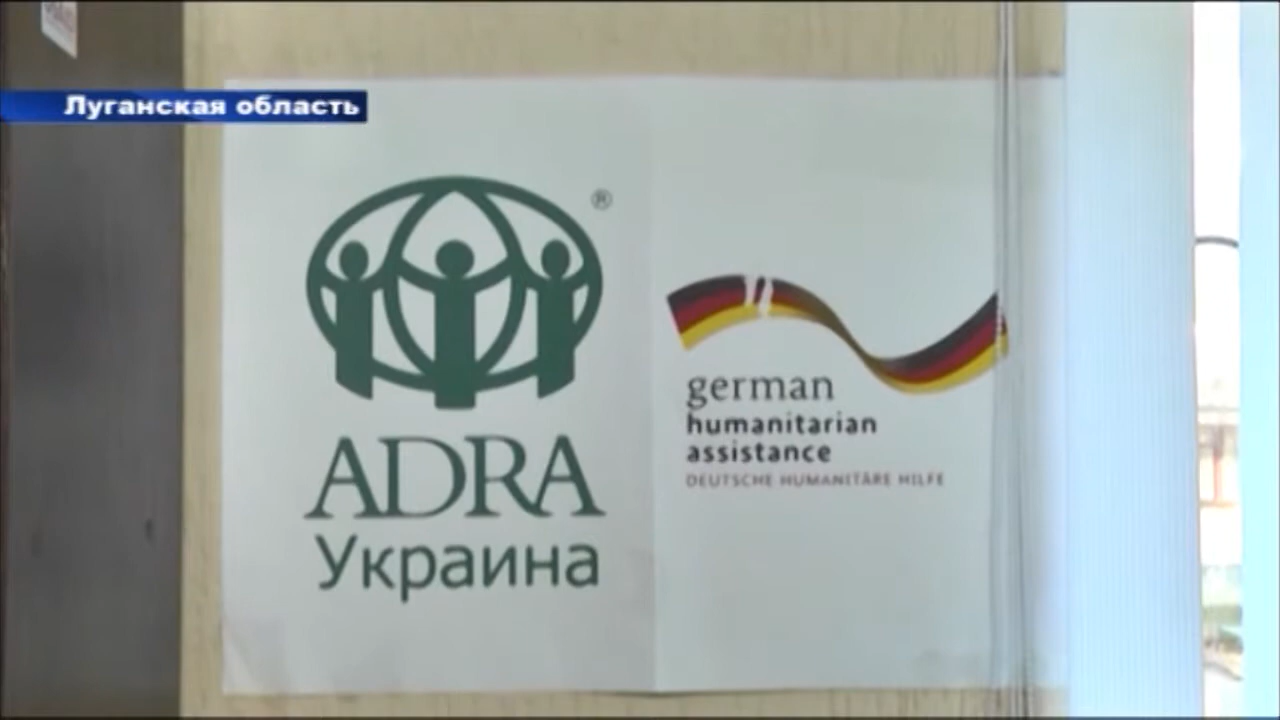 Луганская область
®
ADRA
Украина
german
humanitarian
assistance
DEUTSCHE HUMANITÄRE HILFE